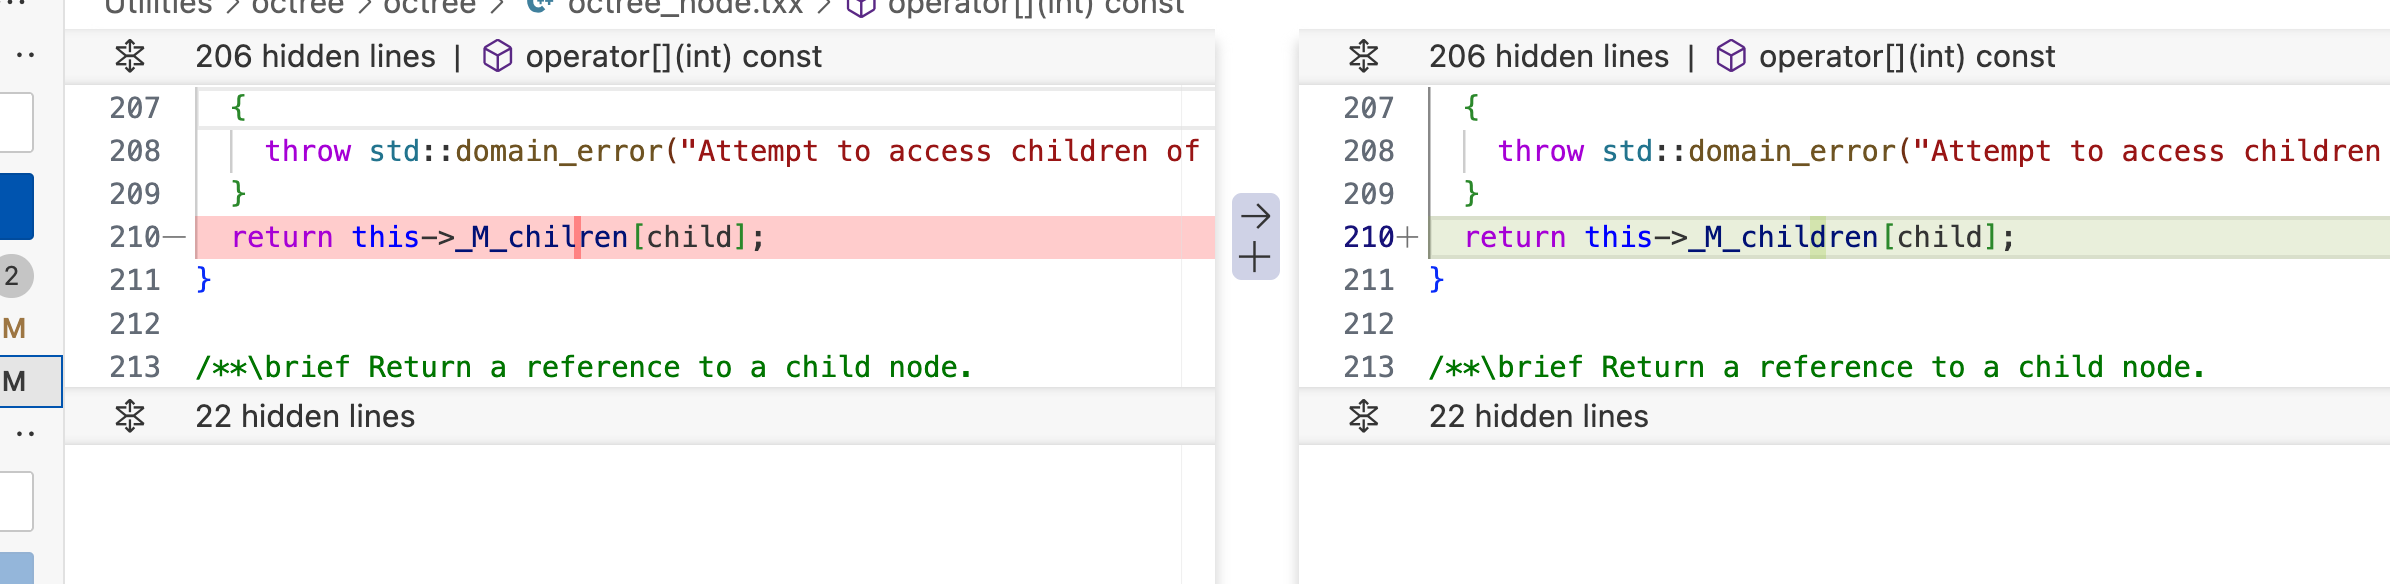 Utilities > octree > octree > octree_node.txx > operator[](int) const
206 hidden lines | operator[](int) const
207 {
208 throw std::domain_error("Attempt to access children of
209 }
210— return this->_M_chilren[child];
211 }
212
213 /**\brief Return a reference to a child node.
22 hidden lines
206 hidden lines | operator[](int) const
207 {
208 throw std::domain_error("Attempt to access children
209 }
210+ return this->_M_children[child];
211 }
212
213 /**\brief Return a reference to a child node.
22 hidden lines
2
M
M